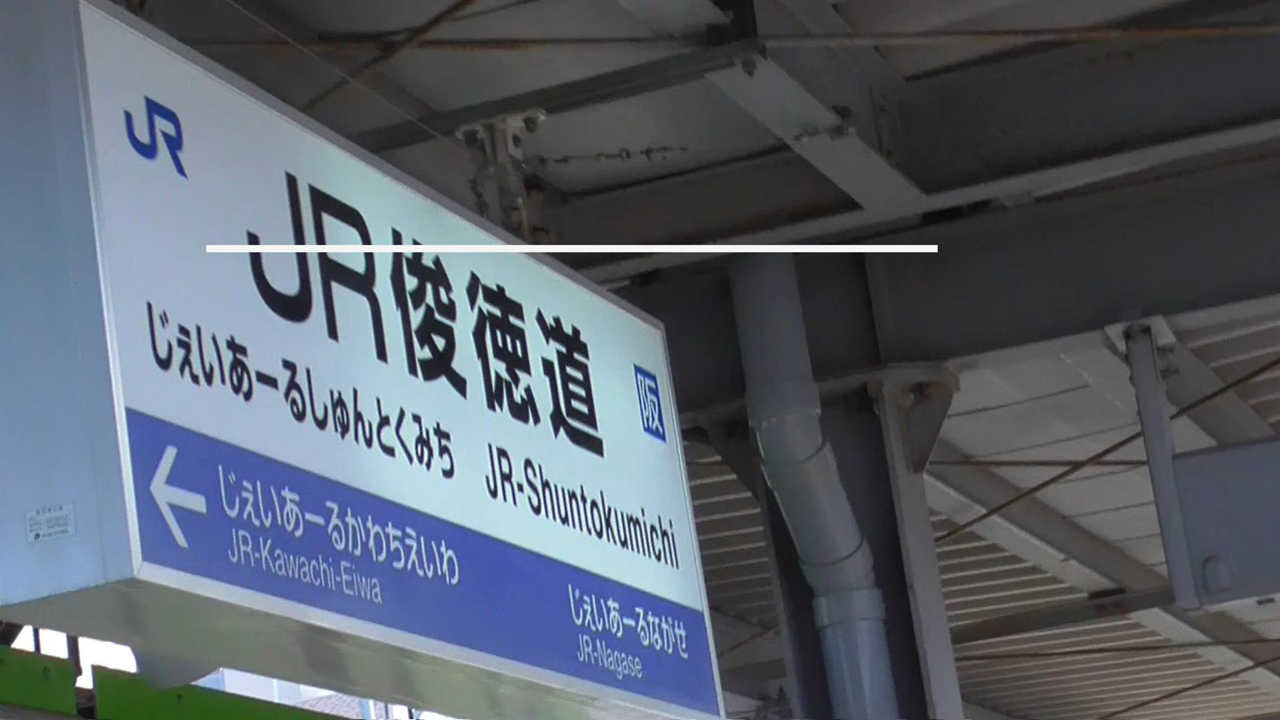 JR
JR俊徳道
じぇいあーるしゅんとくみち
JR-Shuntokumichi
阪
じぇいあーるかわちえいわ
JR-Kawachi-Eiwa
じぇいあーるながせ
JR-Nagase